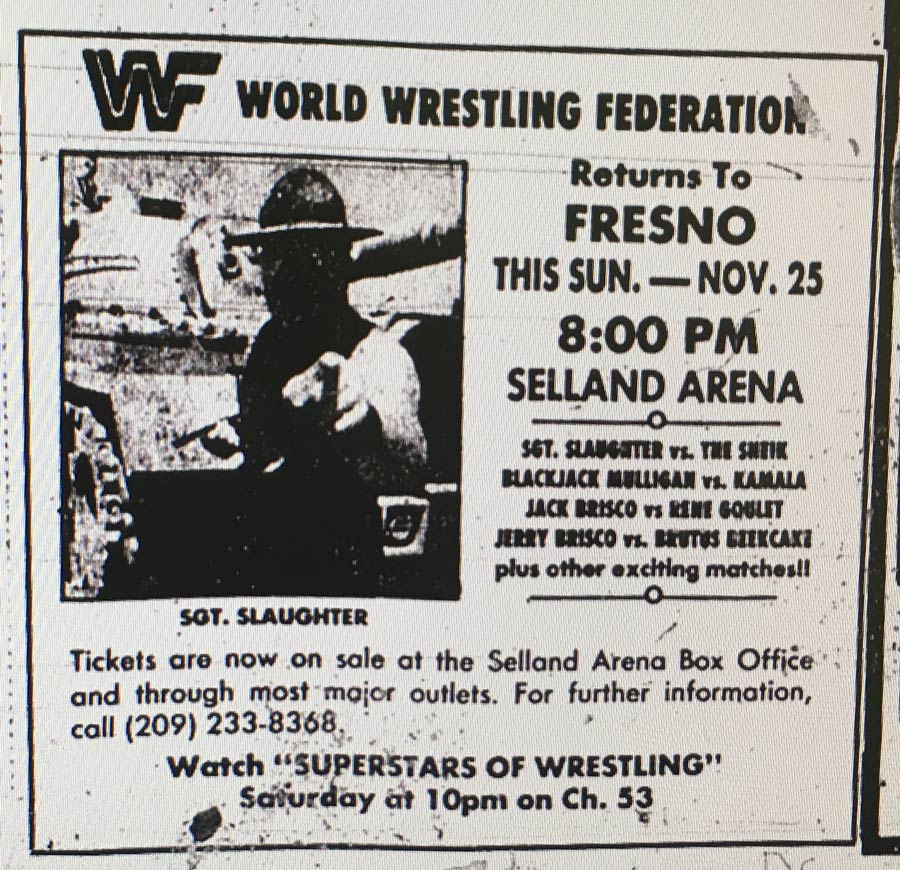 WF WORLD WRESTLING FEDERATION
Returns To
FRESNO
THIS SUN. — NOV. 25
8:00 PM
SELLAND ARENA
SGT. SLAUGHTER vs. THE SHEIK
BLACKJACK MULLIGAN vs. KAMALA
JACK BRISCO vs RENE GOULET
JERRY BRISCO vs. BRUTUS BEEKCAKE
plus other exciting matches!!
SGT. SLAUGHTER
Tickets are now on sale at the Selland Arena Box Office
and through most major outlets. For further information,
call (209) 233-8368.
Watch "SUPERSTARS OF WRESTLING"
Saturday at 10pm on Ch. 53